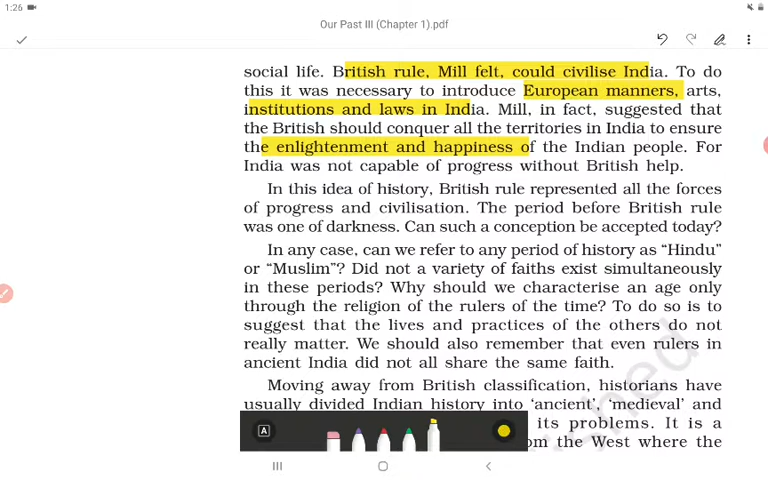 1:26
Our Past III (Chapter 1).pdf
social life. British rule, Mill felt, could civilise India. To do
this it was necessary to introduce European manners, arts,
institutions and laws in India. Mill, in fact, suggested that
the British should conquer all the territories in India to ensure
the enlightenment and happiness of the Indian people. For
India was not capable of progress without British help.
In this idea of history, British rule represented all the forces
of progress and civilisation. The period before British rule
was one of darkness. Can such a conception be accepted today?
In any case, can we refer to any period of history as “Hindu”
or “Muslim”? Did not a variety of faiths exist simultaneously
in these periods? Why should we characterise an age only
through the religion of the rulers of the time? To do so is to
suggest that the lives and practices of the others do not
really matter. We should also remember that even rulers in
ancient India did not all share the same faith.
Moving away from British classification, historians have
usually divided Indian history into ‘ancient’, ‘medieval’ and
its problems. It is a
A
the West where the